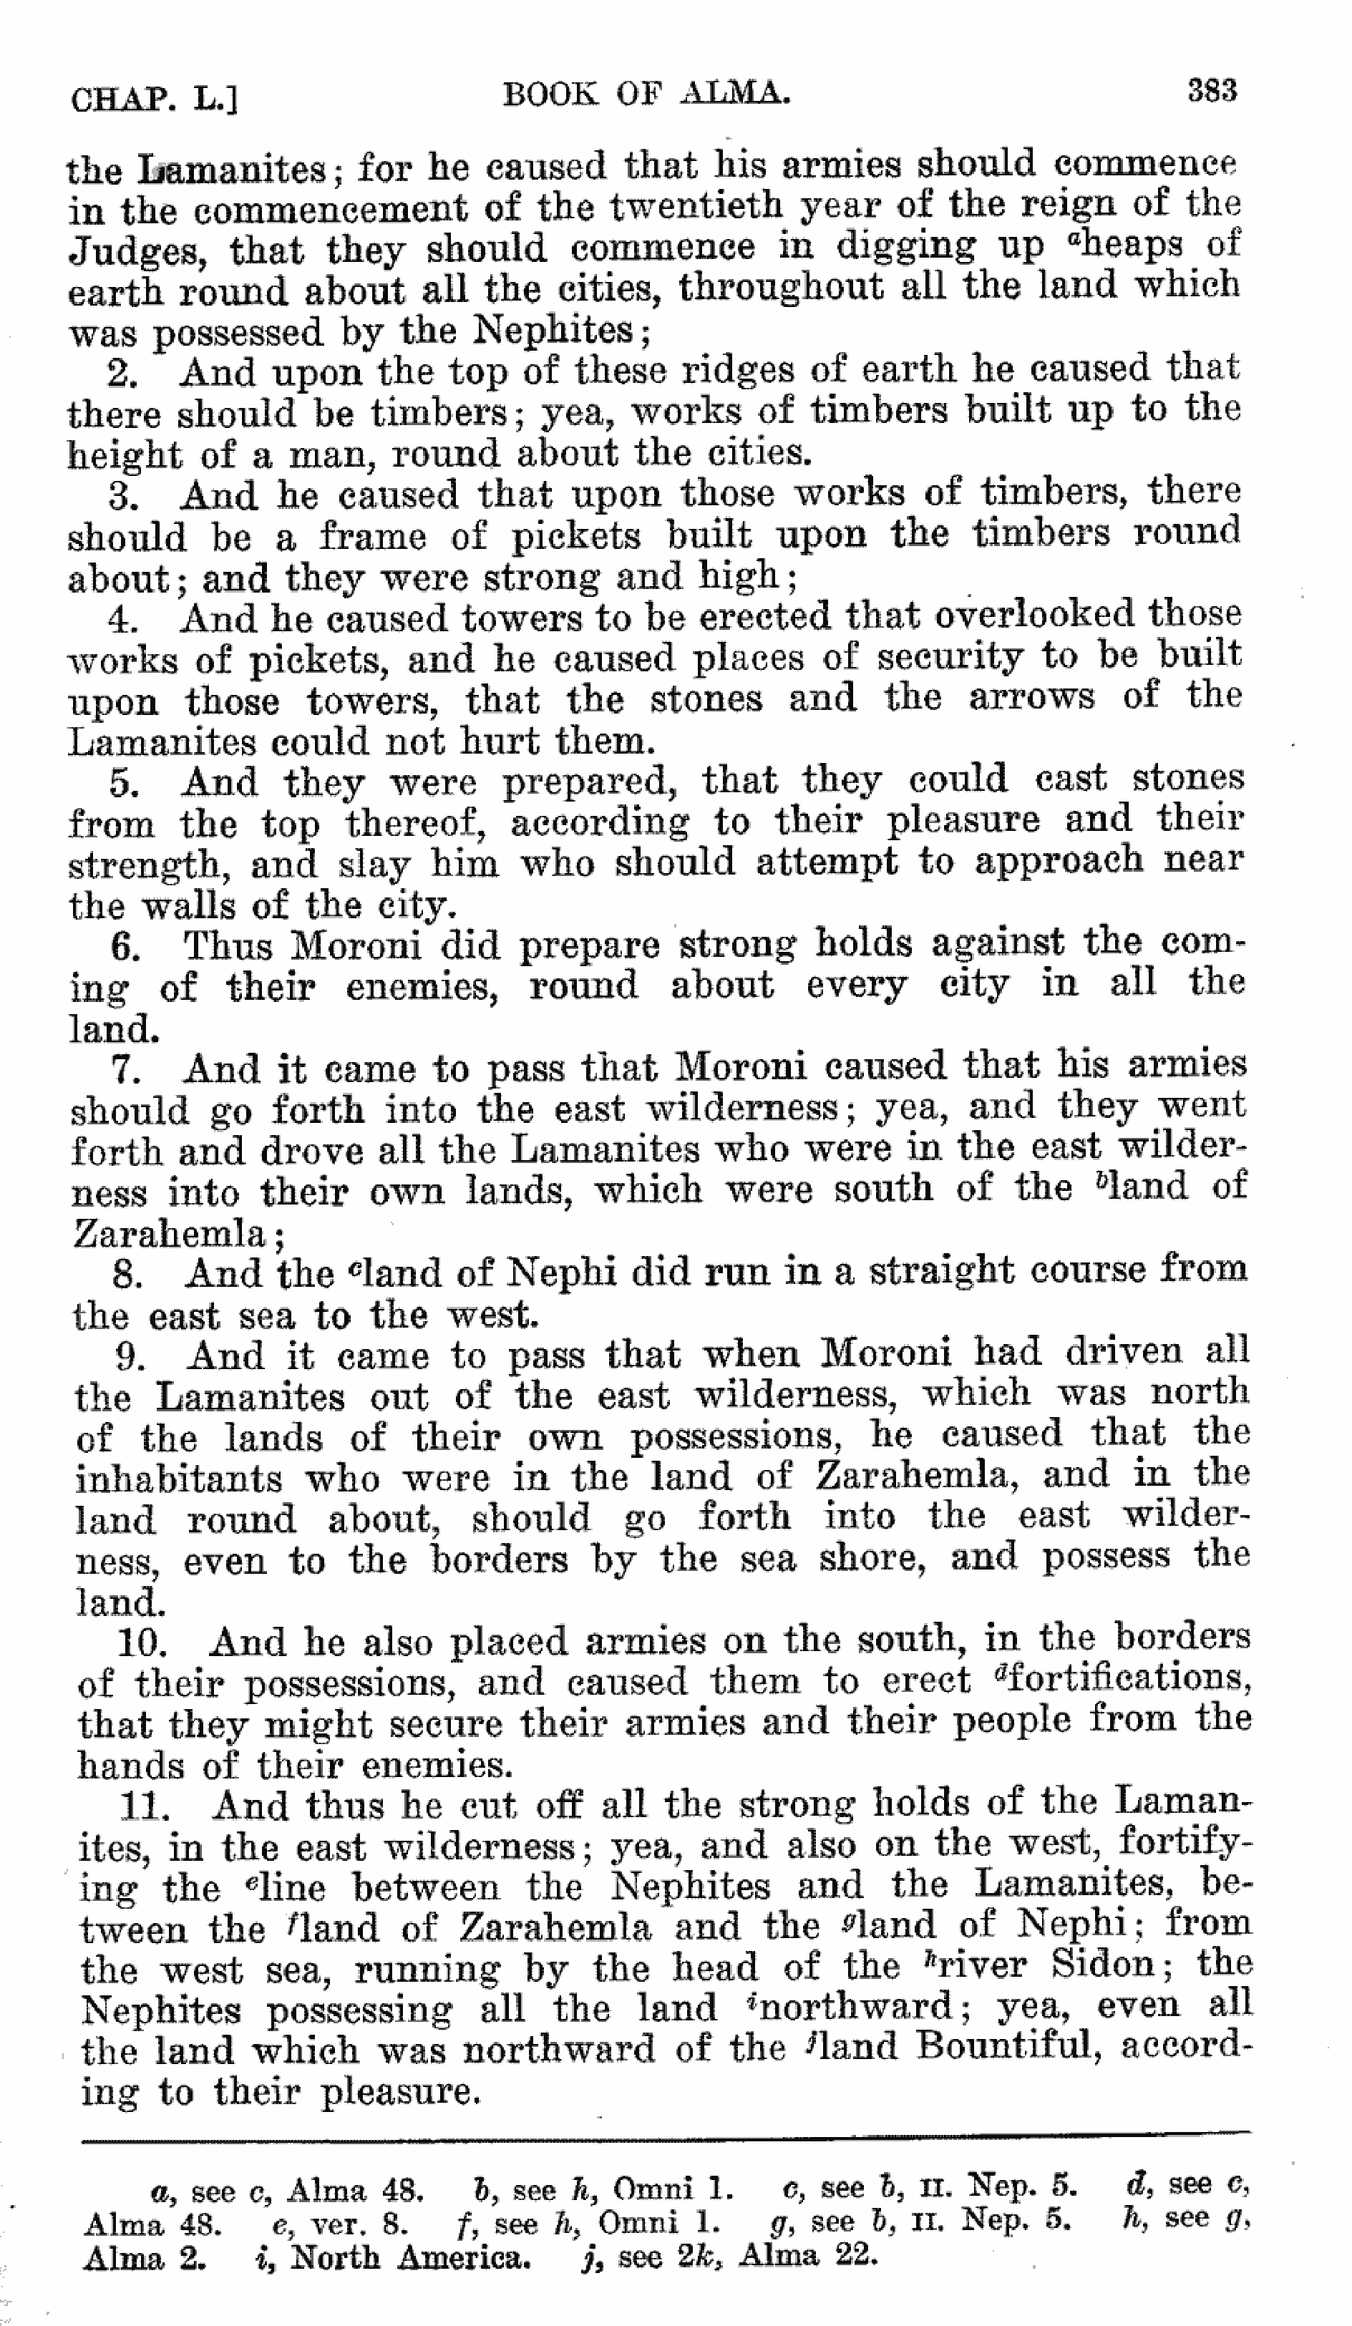 CHAP. L.] BOOK OF ALMA. 383
the Lamanites; for he caused that his armies should commence
in the commencement of the twentieth year of the reign of the
Judges, that they should commence in digging up aheaps of
earth round about all the cities, throughout all the land which
was possessed by the Nephites;
2. And upon the top of these ridges of earth he caused that
there should be timbers; yea, works of timbers built up to the
height of a man, round about the cities.
3. And he caused that upon those works of timbers, there
should be a frame of pickets built upon the timbers round
about; and they were strong and high;
4. And he caused towers to be erected that overlooked those
works of pickets, and he caused places of security to be built
upon those towers, that the stones and the arrows of the
Lamanites could not hurt them.
5. And they were prepared, that they could cast stones
from the top thereof, according to their pleasure and their
strength, and slay him who should attempt to approach near
the walls of the city.
6. Thus Moroni did prepare strong holds against the com-
ing of their enemies, round about every city in all the
land.
7. And it came to pass that Moroni caused that his armies
should go forth into the east wilderness; yea, and they went
forth and drove all the Lamanites who were in the east wilder-
ness into their own lands, which were south of the bland of
Zarahemla;
8. And the cland of Nephi did run in a straight course from
the east sea to the west.
9. And it came to pass that when Moroni had driven all
the Lamanites out of the east wilderness, which was north
of the lands of their own possessions, he caused that the
inhabitants who were in the land of Zarahemla, and in the
land round about, should go forth into the east wilder-
ness, even to the borders by the sea shore, and possess the
land.
10. And he also placed armies on the south, in the borders
of their possessions, and caused them to erect dfortifications,
that they might secure their armies and their people from the
hands of their enemies.
11. And thus he cut off all the strong holds of the Laman-
ites, in the east wilderness; yea, and also on the west, fortify-
ing the eline between the Nephites and the Lamanites, be-
tween the fland of Zarahemla and the gland of Nephi; from
the west sea, running by the head of the hriver Sidon; the
Nephites possessing all the land inorthward; yea, even all
the land which was northward of the jland Bountiful, accord-
ing to their pleasure.
a, see c, Alma 48. b, see h, Omni 1. c, see b, II. Nep. 5. d, see c,
Alma 48. e, ver. 8. f, see h, Omni 1. g, see b, II. Nep. 5. h, see g,
Alma 2. i, North America. j, see 2k, Alma 22.